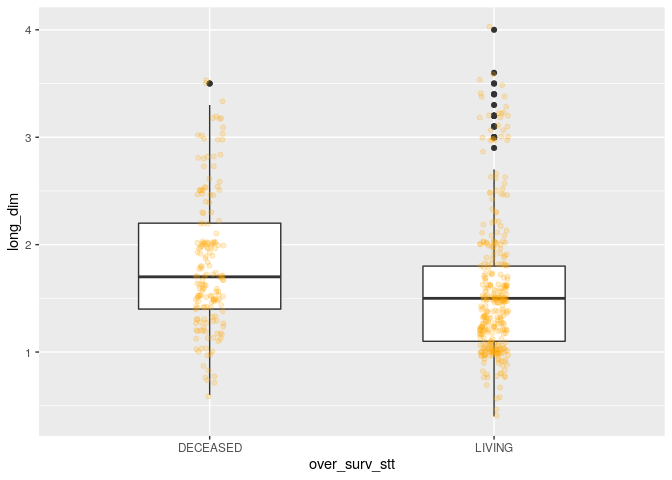 4
3
2
1
long_dim
DECEASED
LIVING
over_surv_stt